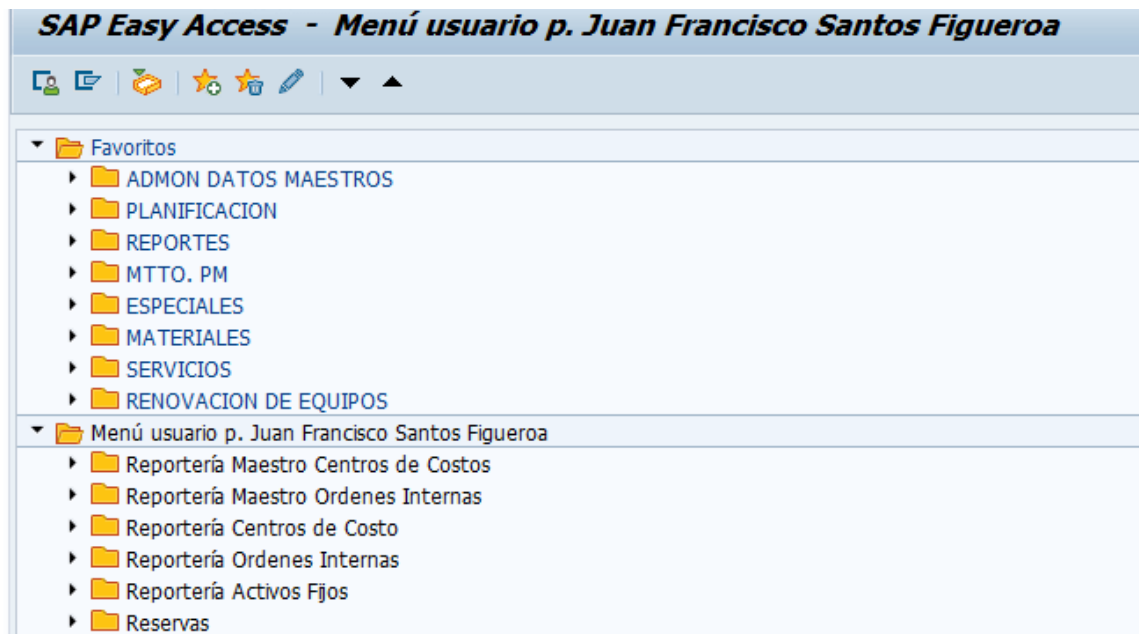 SAP Easy Access - Menú usuario p. Juan Francisco Santos Figueroa
Favoritos
ADMON DATOS MAESTROS
PLANIFICACION
REPORTES
MTTO. PM
ESPECIALES
MATERIALES
SERVICIOS
RENOVACION DE EQUIPOS
Menú usuario p. Juan Francisco Santos Figueroa
Reportería Maestro Centros de Costos
Reportería Maestro Ordenes Internas
Reportería Centros de Costo
Reportería Ordenes Internas
Reportería Activos Fijos
Reservas